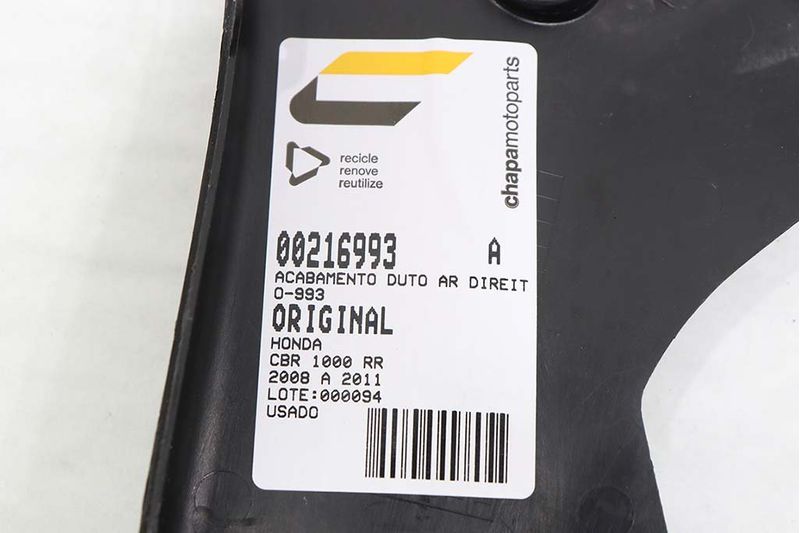 chapamotoparts
recicle
renove
reutilize
00216993 A
ACABAMENTO DUTO AR DIREIT
O-993
ORIGINAL
HONDA
CBR 1000 RR
2008 A 2011
LOTE:000094
USADO